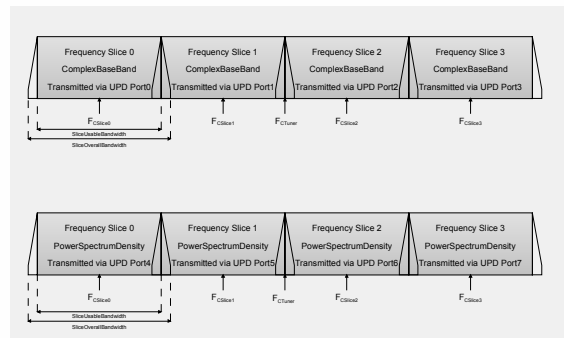 Frequency Slice 0 Frequency Slice 1 Frequency Slice 2 Frequency Slice 3
ComplexBaseBand ComplexBaseBand ComplexBaseBand ComplexBaseBand
Transmitted via UPD Port0 Transmitted via UPD Port1 Transmitted via UPD Port2 Transmitted via UPD Port3
FCSlice0 FCSlice1 FCTuner FCSlice2 FCSlice3
SliceUsableBandwidth
SliceOverallBandwidth
Frequency Slice 0 Frequency Slice 1 Frequency Slice 2 Frequency Slice 3
PowerSpectrumDensity PowerSpectrumDensity PowerSpectrumDensity PowerSpectrumDensity
Transmitted via UPD Port4 Transmitted via UPD Port5 Transmitted via UPD Port6 Transmitted via UPD Port7
FCSlice0 FCSlice1 FCTuner FCSlice2 FCSlice3
SliceUsableBandwidth
SliceOverallBandwidth